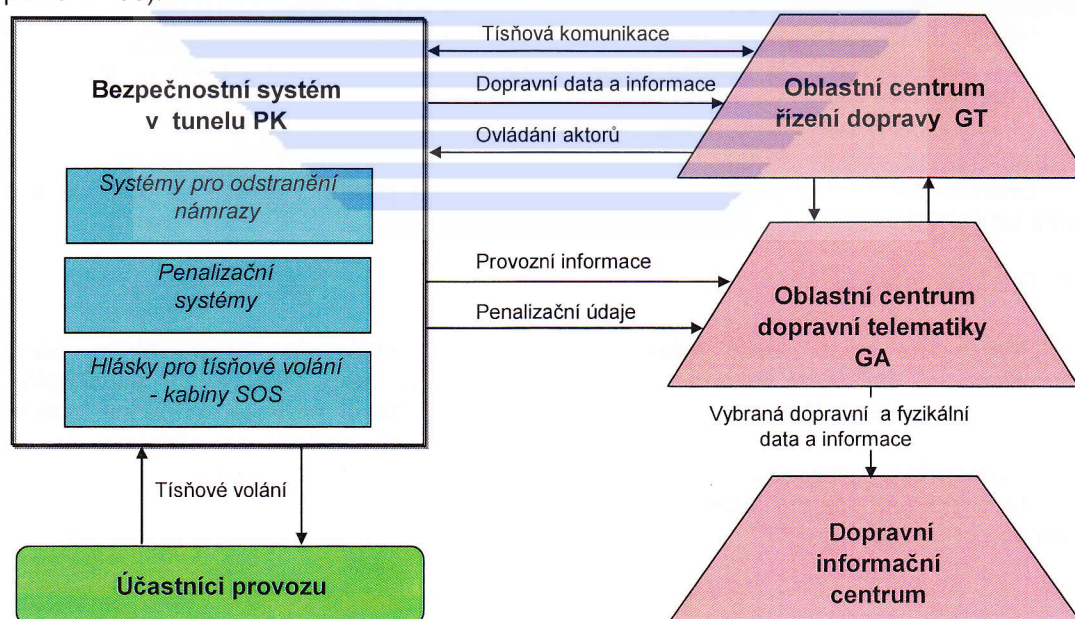 Bezpečnostní systém
v tunelu PK
Systémy pro odstranění
námrazy
Penalizační
systémy
Hlásky pro tísňové volání
- kabiny SOS
Tísňová komunikace
Dopravní data a informace
Ovládání aktorů
Oblastní centrum
řízení dopravy GT
Provozní informace
Penalizační údaje
Oblastní centrum
dopravní telematiky
GA
Vybraná dopravní a fyzikální
data a informace
Tísňové volání
Účastníci provozu
Dopravní
informační
centrum